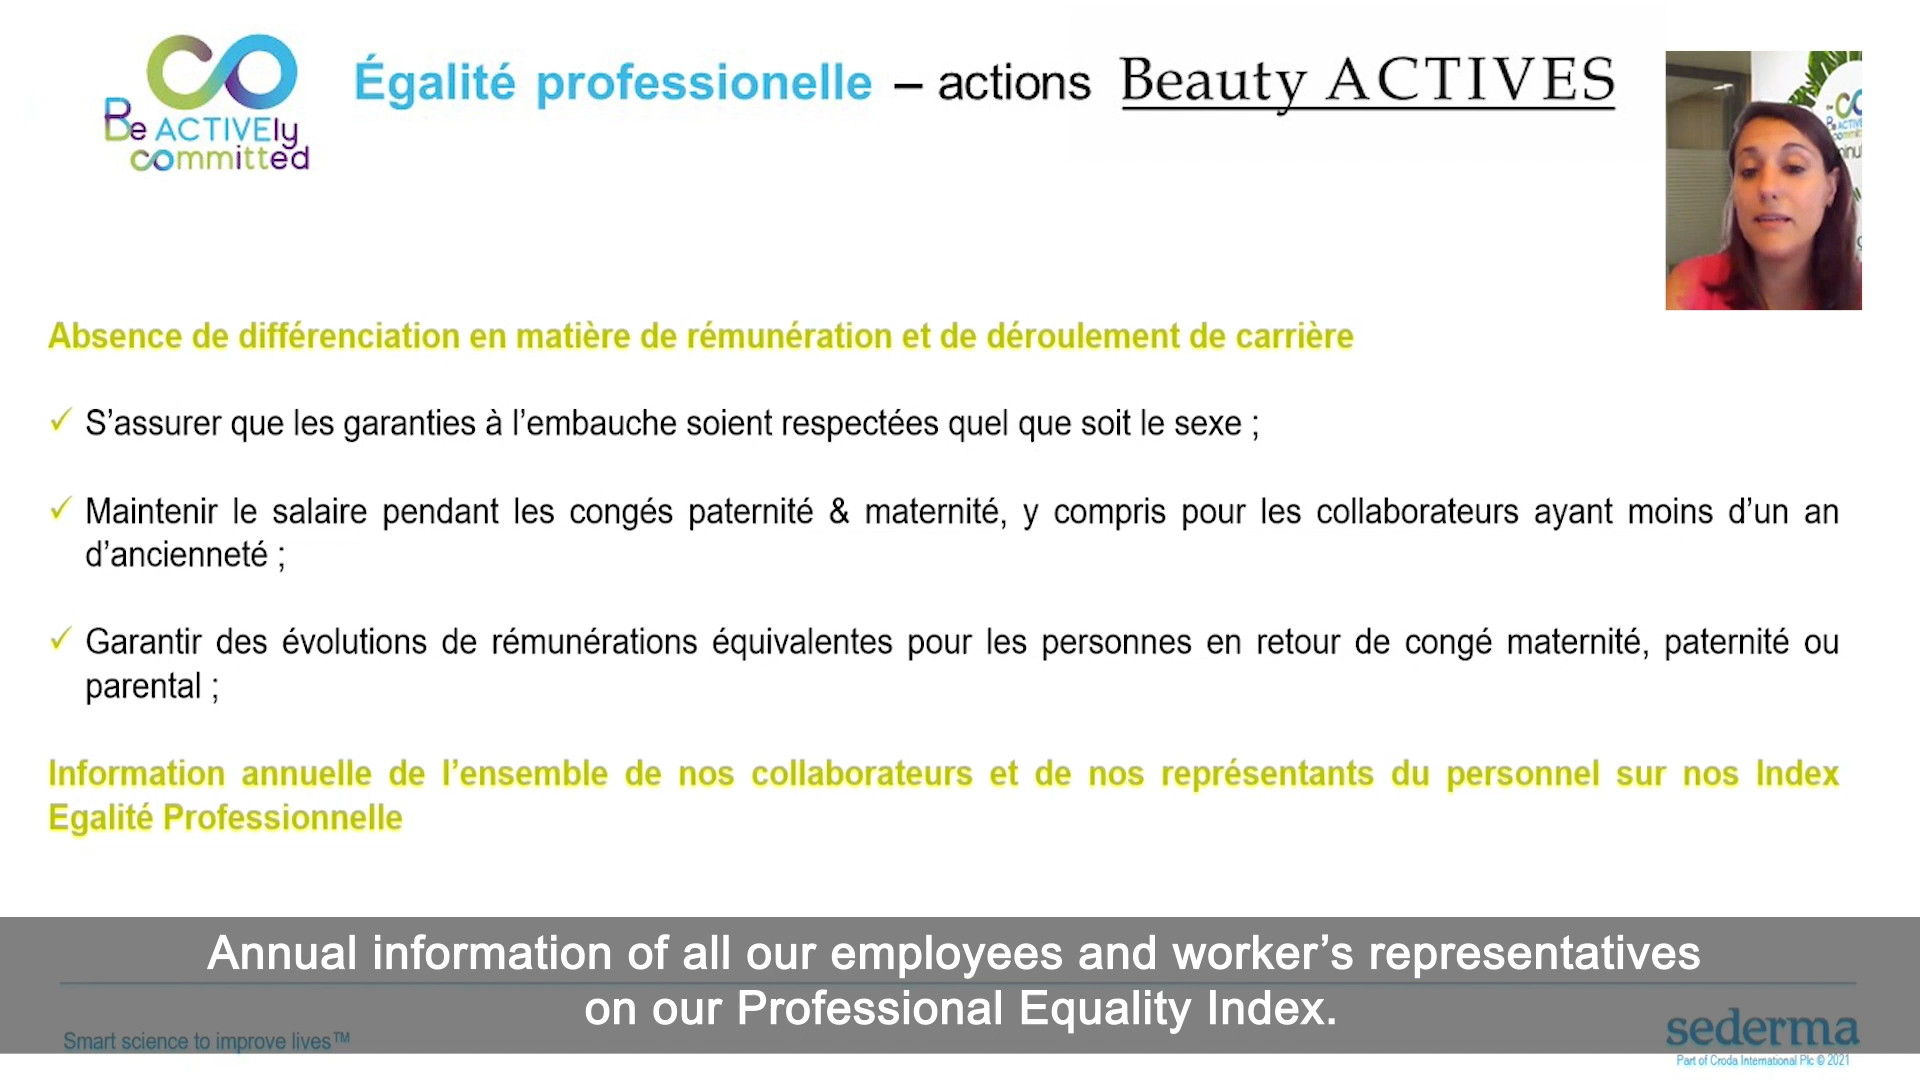 Be ACTIVEly
committed
Égalité professionelle – actions Beauty ACTIVES
Absence de différenciation en matière de rémunération et de déroulement de carrière
✓ S’assurer que les garanties à l’embauche soient respectées quel que soit le sexe ;
✓ Maintenir le salaire pendant les congés paternité & maternité, y compris pour les collaborateurs ayant moins d’un an
d’ancienneté ;
✓ Garantir des évolutions de rémunérations équivalentes pour les personnes en retour de congé maternité, paternité ou
parental ;
Information annuelle de l’ensemble de nos collaborateurs et de nos représentants du personnel sur nos Index
Egalité Professionnelle
Annual information of all our employees and worker’s representatives
on our Professional Equality Index.
Smart science to improve lives™
sederma
Part of Croda International Plc © 2021